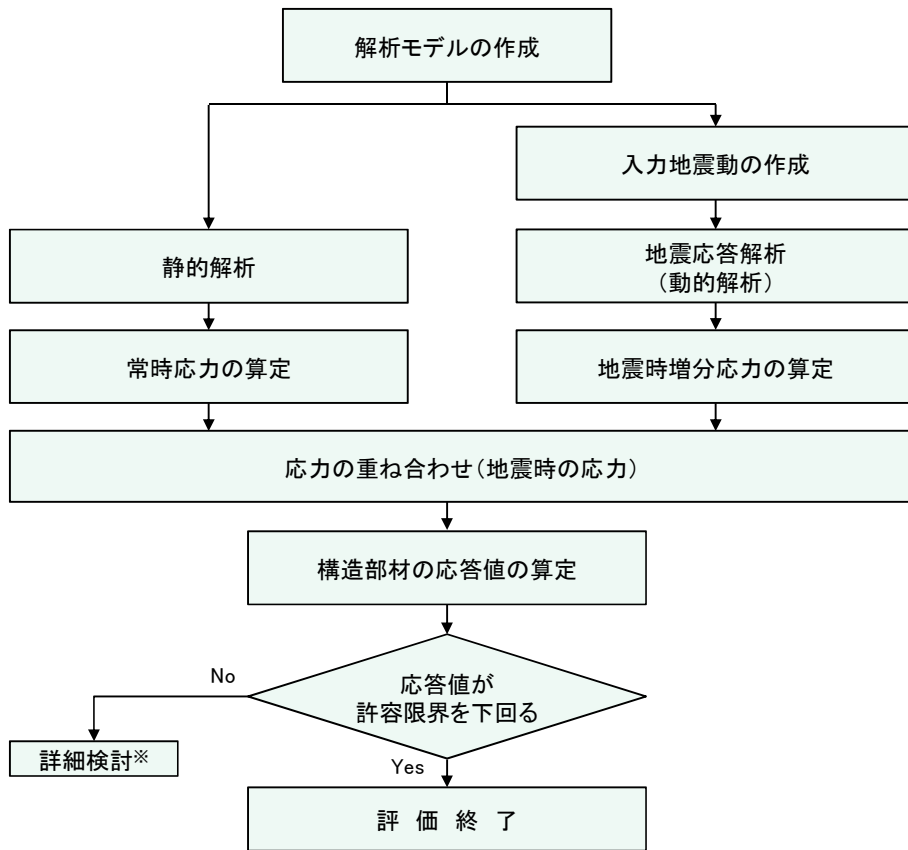 解析モデルの作成
入力地震動の作成
静的解析
地震応答解析
（動的解析）
常時応力の算定
地震時増分応力の算定
応力の重ね合わせ（地震時の応力）
構造部材の応答値の算定
No
応答値が
許容限界を下回る
詳細検討※
Yes
評 価 終 了